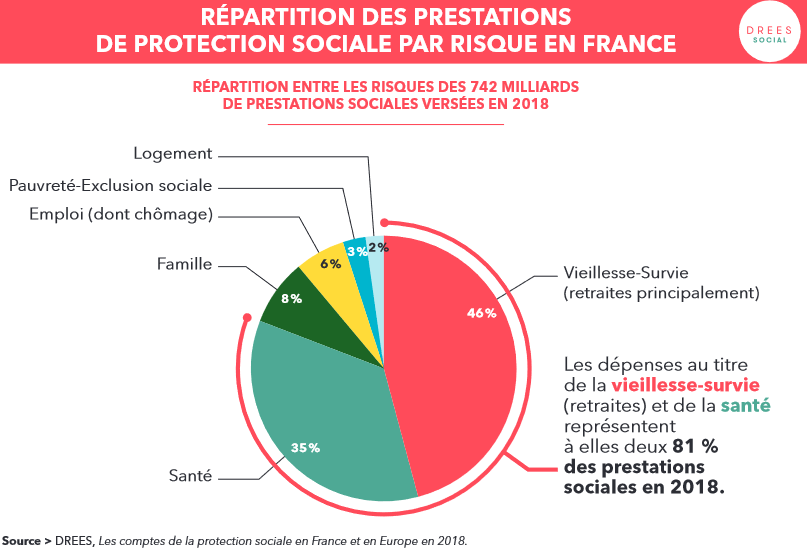 RÉPARTITION DES PRESTATIONS
DE PROTECTION SOCIALE PAR RISQUE EN FRANCE
DREES
SOCIAL
RÉPARTITION ENTRE LES RISQUES DES 742 MILLIARDS
DE PRESTATIONS SOCIALES VERSÉES EN 2018
Logement
Pauvreté-Exclusion sociale
Emploi (dont chômage)
Famille
Santé
2%
3%
6%
8%
35%
46%
Vieillesse-Survie
(retraites principalement)
Les dépenses au titre
de la vieillesse-survie
(retraites) et de la santé
représentent
à elles deux 81 %
des prestations
sociales en 2018.
Source > DREES, Les comptes de la protection sociale en France et en Europe en 2018.